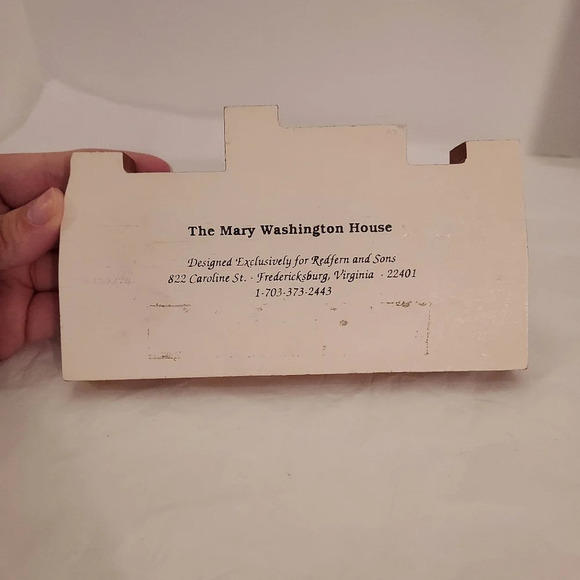 The Mary Washington House
Designed Exclusively for Redfern and Sons
822 Caroline St. · Fredericksburg, Virginia · 22401
1-703-373-2443